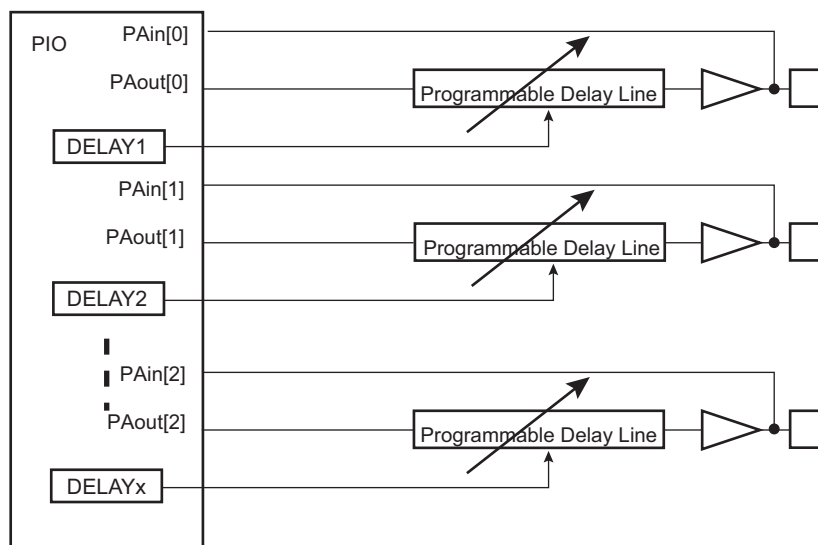 PIO
PAin[0]
PAout[0]
Programmable Delay Line
DELAY1
PAin[1]
PAout[1]
Programmable Delay Line
DELAY2
PAin[2]
PAout[2]
Programmable Delay Line
DELAYx